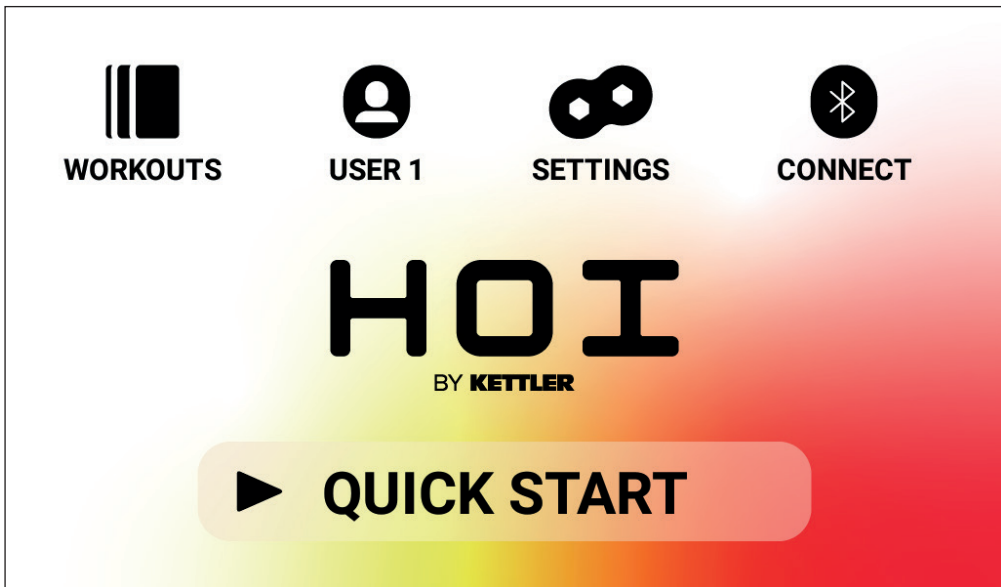 WORKOUTS
USER 1
SETTINGS
CONNECT
HOI
BY KETTLER
QUICK START